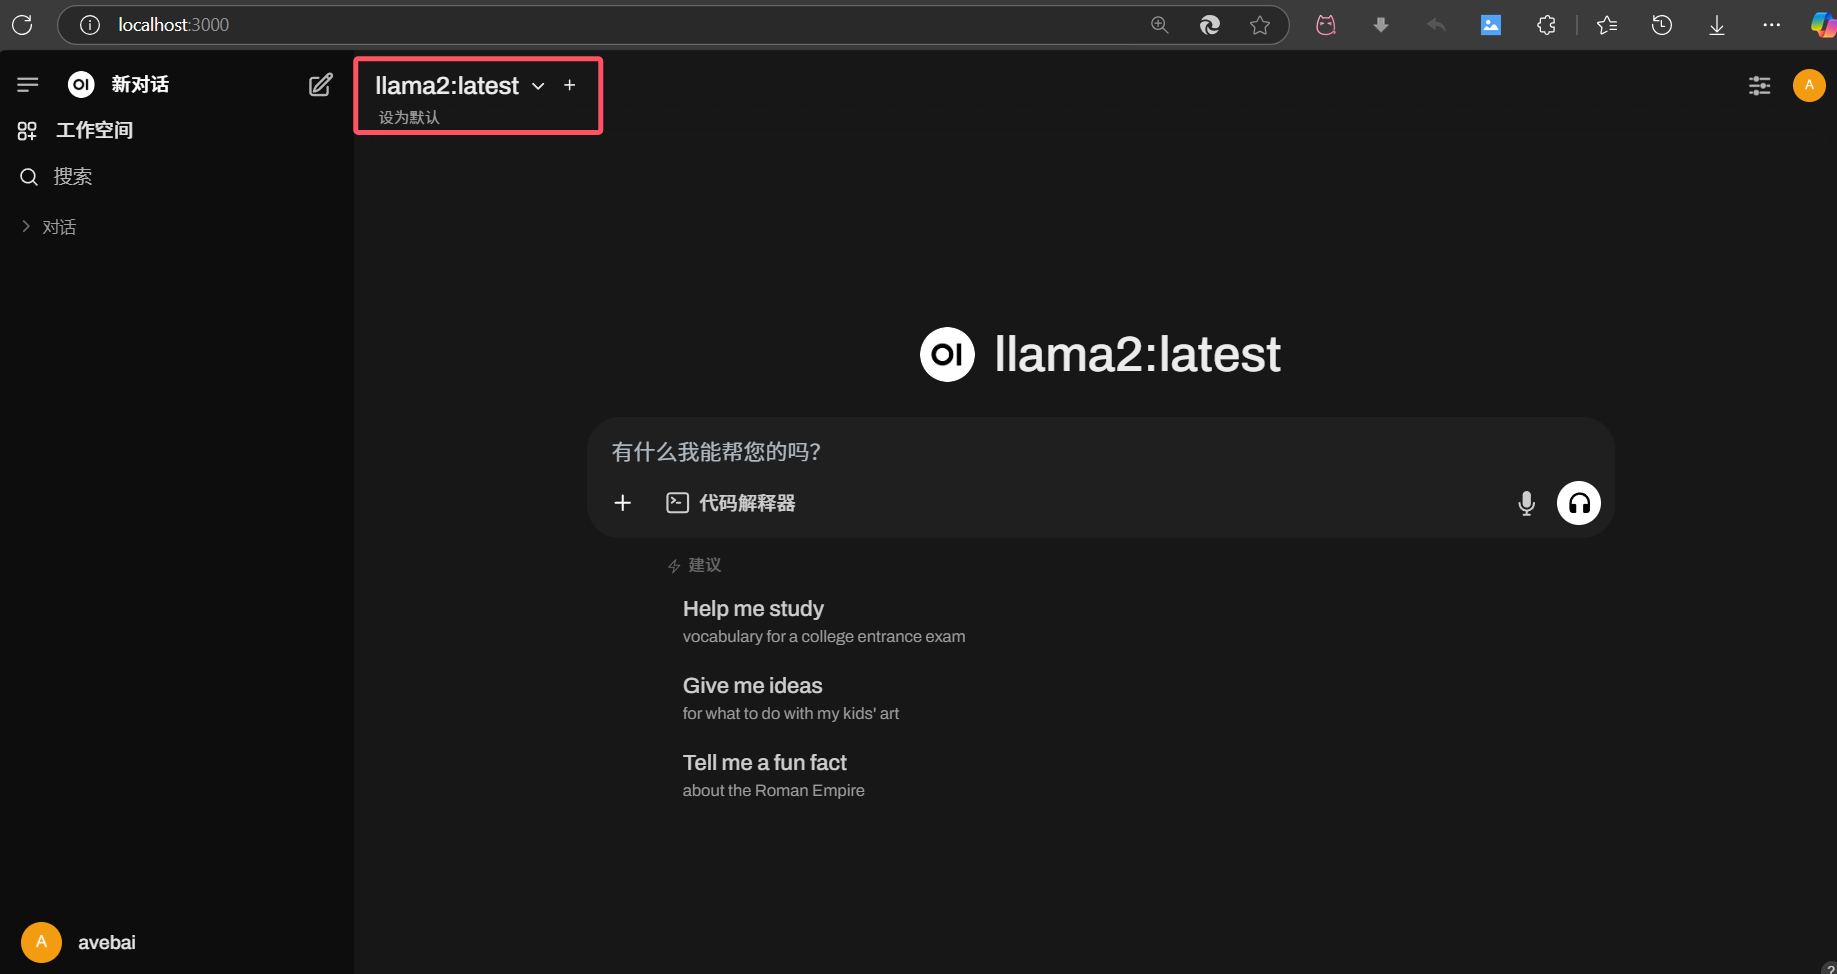 localhost:3000
OI 新对话
工作空间
搜索
对话
llama2:latest
设为默认
A
OI llama2:latest
有什么我能帮您的吗?
代码解释器
建议
Help me study
vocabulary for a college entrance exam
Give me ideas
for what to do with my kids' art
Tell me a fun fact
about the Roman Empire
A avebai
?